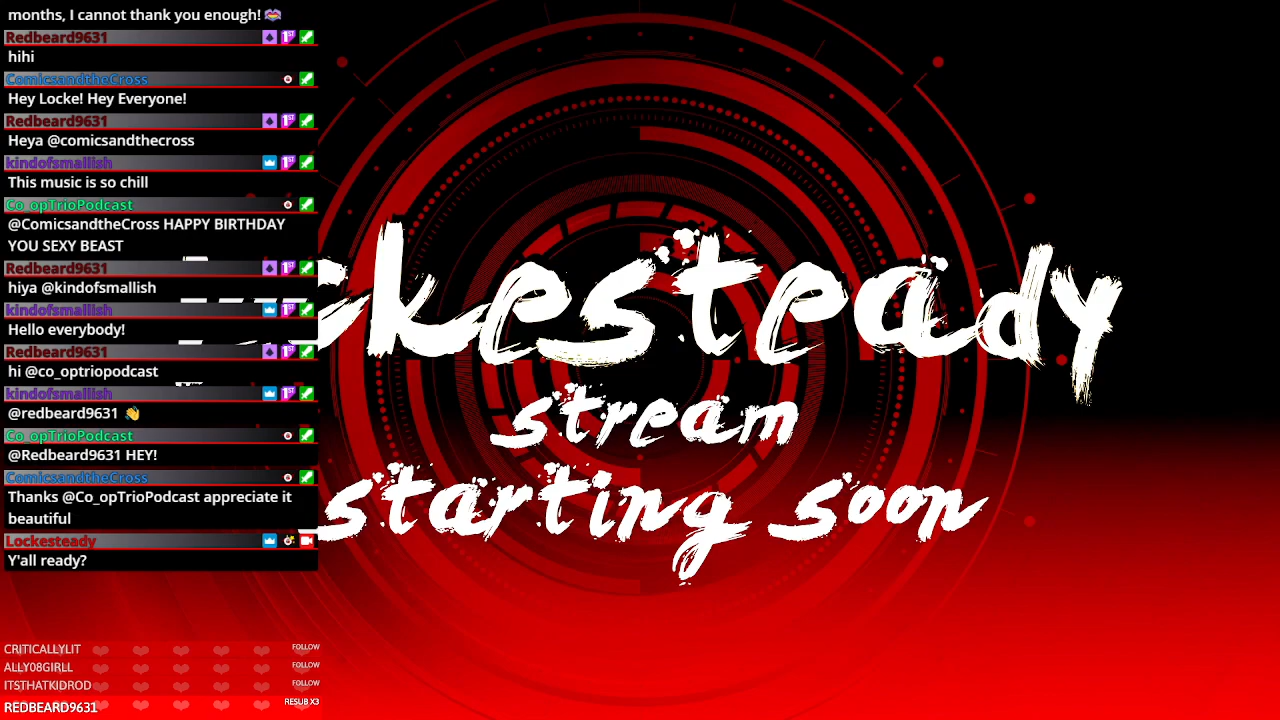 months, I cannot thank you enough!
Redbeard9631
hihi
ComicsandtheCross
Hey Locke! Hey Everyone!
Redbeard9631
Heya @comicsandthecross
kindofsmallish
This music is so chill
Co_opTrioPodcast
@ComicsandtheCross HAPPY BIRTHDAY
YOU SEXY BEAST
Redbeard9631
hiya @kindofsmallish
kindofsmallish
Hello everybody!
Redbeard9631
hi @co_optriopodcast
kindofsmallish
@redbeard9631 👋
Co_opTrioPodcast
@Redbeard9631 HEY!
ComicsandtheCross
Thanks @Co_opTrioPodcast appreciate it
beautiful
Lockesteady
Y'all ready?
ckesteady
stream
starting soon
CRITICALLYLIT FOLLOW
ALLY08GIRLL FOLLOW
ITSTHATKIDROD FOLLOW
REDBEARD9631 RESUB X3